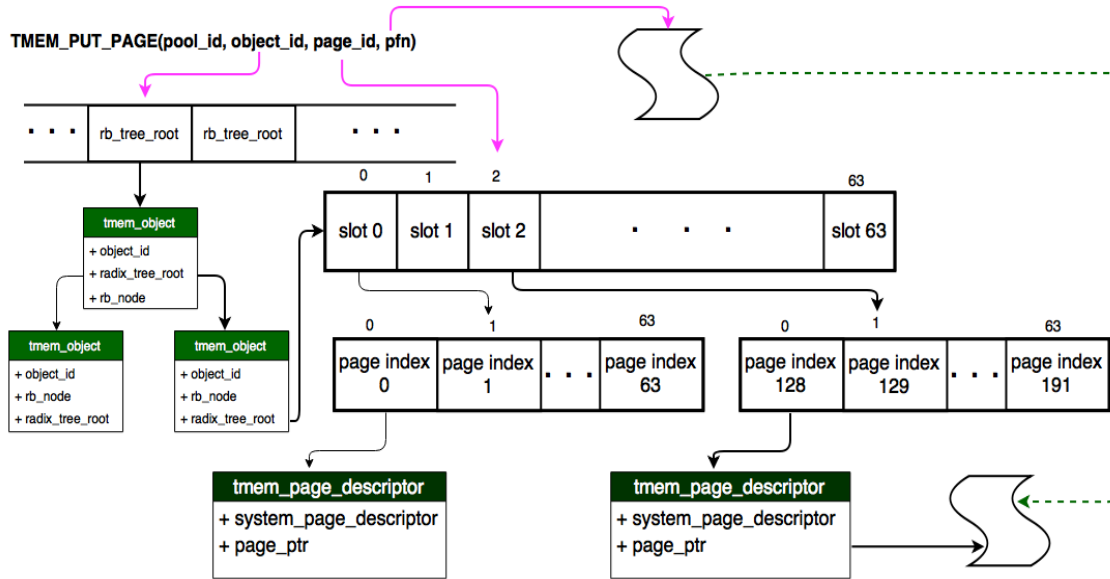 TMEM_PUT_PAGE(pool_id, object_id, page_id, pfn)
. . . rb_tree_root rb_tree_root . . .
0 1 2 63
slot 0 slot 1 slot 2 . . . slot 63
tmem_object
+ object_id
+ radix_tree_root
+ rb_node
tmem_object
+ object_id
+ rb_node
+ radix_tree_root
tmem_object
+ object_id
+ rb_node
+ radix_tree_root
0 1 63
page index page index page index
0 1 . . . 63
0 1 63
page index page index page index
128 129 . . . 191
tmem_page_descriptor
+ system_page_descriptor
+ page_ptr
tmem_page_descriptor
+ system_page_descriptor
+ page_ptr